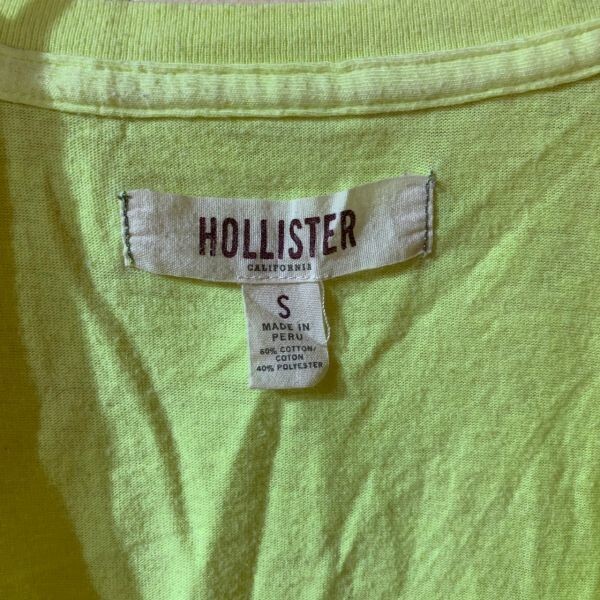 HOLLISTER
CALIFORNIA
S
MADE IN
PERU
60% COTTON/
COTON
40% POLYESTER